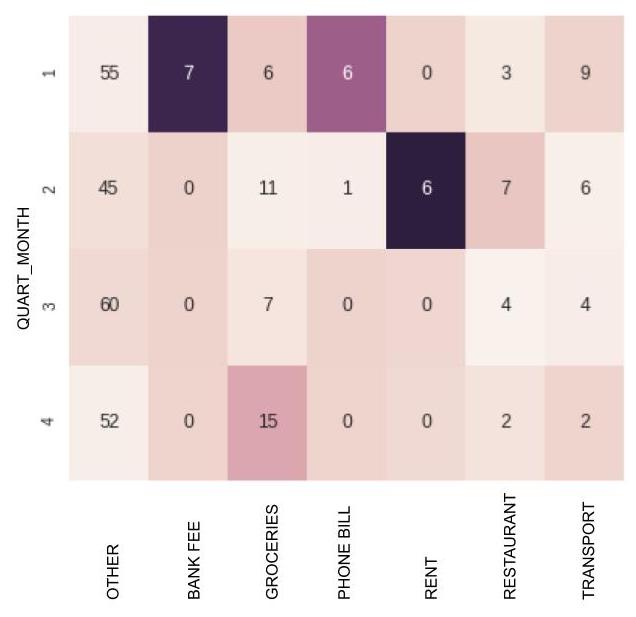 QUART_MONTH
1 55 7 6 6 0 3 9
2 45 0 11 1 6 7 6
3 60 0 7 0 0 4 4
4 52 0 15 0 0 2 2
OTHER BANK FEE GROCERIES PHONE BILL RENT RESTAURANT TRANSPORT